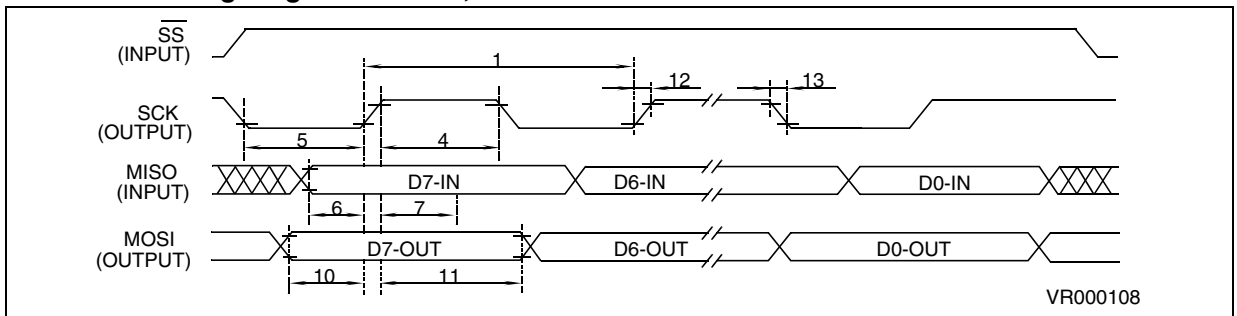 SS
(INPUT)
1
12
13
SCK
(OUTPUT)
5
4
MISO
(INPUT)
D7-IN
D6-IN
D0-IN
6
7
MOSI
(OUTPUT)
D7-OUT
D6-OUT
D0-OUT
10
11
VR000108